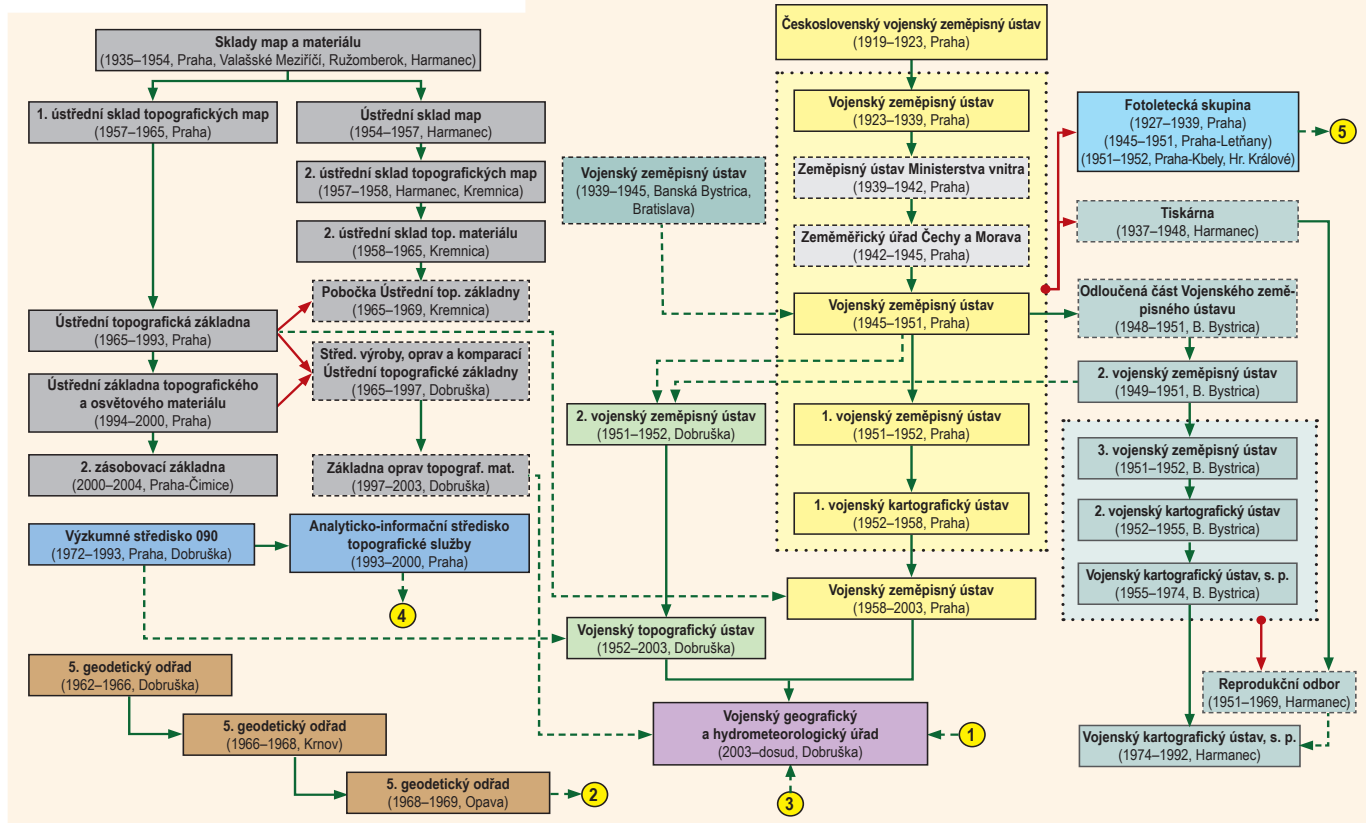 Sklady map a materiálu
(1935–1954, Praha, Valašské Meziříčí, Ružomberok, Harmanec)
1. ústřední sklad topografických map
(1957–1965, Praha)
Ústřední sklad map
(1954–1957, Harmanec)
2. ústřední sklad topografických map
(1957–1958, Harmanec, Kremnica)
2. ústřední sklad top. materiálu
(1958–1965, Kremnica)
Pobočka Ústřední top. základny
(1965–1969, Kremnica)
Ústřední topografická základna
(1965–1993, Praha)
Střed. výroby, oprav a komparací
Ústřední topografické základny
(1965–1997, Dobruška)
Ústřední základna topografického
a osvětového materiálu
(1994–2000, Praha)
2. zásobovací základna
(2000–2004, Praha-Čimice)
Základna oprav topograf. mat.
(1997–2003, Dobruška)
Výzkumné středisko 090
(1972–1993, Praha, Dobruška)
Analyticko-informační středisko
topografické služby
(1993–2000, Praha)
4
5. geodetický odřad
(1962–1966, Dobruška)
5. geodetický odřad
(1966–1968, Krnov)
5. geodetický odřad
(1968–1969, Opava)
2
Československý vojenský zeměpisný ústav
(1919–1923, Praha)
Vojenský zeměpisný ústav
(1923–1939, Praha)
Vojenský zeměpisný ústav
(1939–1945, Banská Bystrica,
Bratislava)
Zeměpisný ústav Ministerstva vnitra
(1939–1942, Praha)
Zeměměřický úřad Čechy a Morava
(1942–1945, Praha)
Vojenský zeměpisný ústav
(1945–1951, Praha)
2. vojenský zeměpisný ústav
(1951–1952, Dobruška)
1. vojenský zeměpisný ústav
(1951–1952, Praha)
1. vojenský kartografický ústav
(1952–1958, Praha)
Vojenský zeměpisný ústav
(1958–2003, Praha)
Vojenský topografický ústav
(1952–2003, Dobruška)
Vojenský geografický
a hydrometeorologický úřad
(2003–dosud, Dobruška)
1
3
Fotoletecká skupina
(1927–1939, Praha)
(1945–1951, Praha-Letňany)
(1951–1952, Praha-Kbely, Hr. Králové)
5
Tiskárna
(1937–1948, Harmanec)
Odloučená část Vojenského země-
pisného ústavu
(1948–1951, B. Bystrica)
2. vojenský zeměpisný ústav
(1949–1951, B. Bystrica)
3. vojenský zeměpisný ústav
(1951–1952, B. Bystrica)
2. vojenský kartografický ústav
(1952–1955, B. Bystrica)
Vojenský kartografický ústav, s. p.
(1955–1974, B. Bystrica)
Reprodukční odbor
(1951–1969, Harmanec)
Vojenský kartografický ústav, s. p.
(1974–1992, Harmanec)